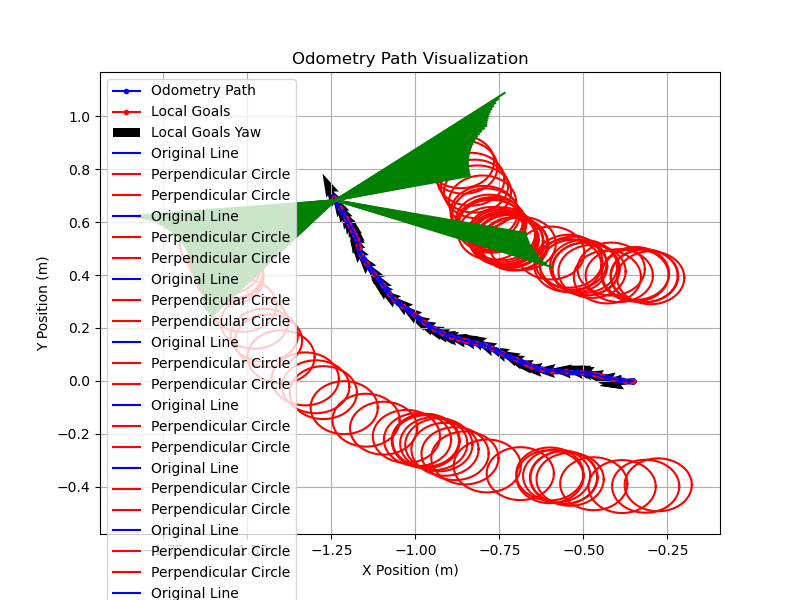 Odometry Path Visualization
Odometry Path
Local Goals
Local Goals Yaw
Original Line
Perpendicular Circle
Perpendicular Circle
Original Line
Perpendicular Circle
Perpendicular Circle
Original Line
Perpendicular Circle
Perpendicular Circle
Original Line
Perpendicular Circle
Perpendicular Circle
Original Line
Perpendicular Circle
Perpendicular Circle
Original Line
Perpendicular Circle
Perpendicular Circle
Original Line
Perpendicular Circle
Perpendicular Circle
Original Line
1.0
0.8
0.6
0.4
0.2
0.0
−0.2
−0.4
Y Position (m)
−1.25 −1.00 −0.75 −0.50 −0.25
X Position (m)